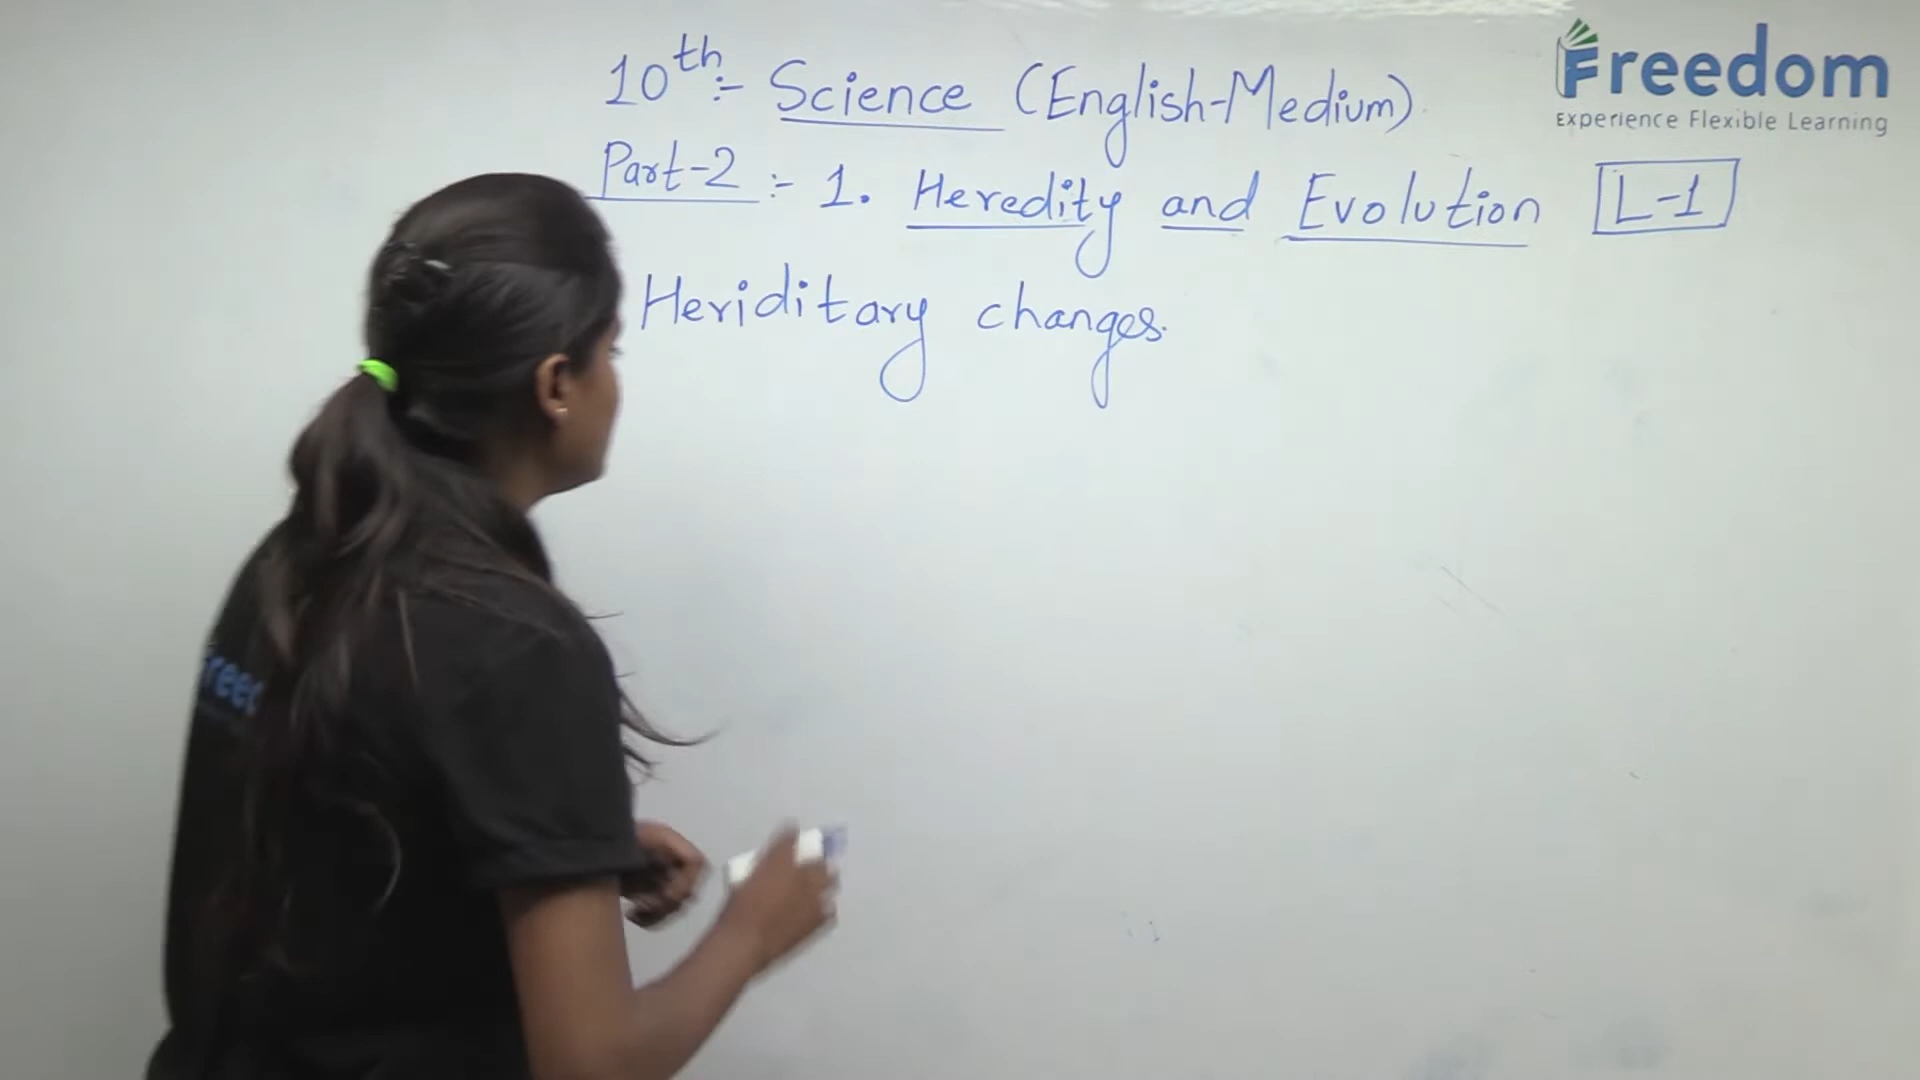 10th :- Science (English-Medium)
Freedom
Experience Flexible Learning
Part-2 :- 1. Heredity and Evolution L-1
Heriditary changes.